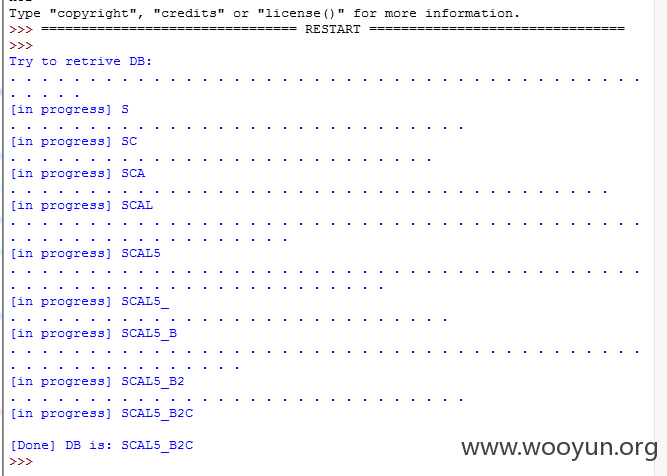 Type "copyright", "credits" or "license()" for more information.
>>> ================================ RESTART ================================
>>>
Try to retrive DB:
. . . . . . . . . . . . . . . . . . . . . . . . . . . . . . . . . . . . . . . .
. . . . .
[in progress] S
. . . . . . . . . . . . . . . . . . . . . . . . . . . . .
[in progress] SC
. . . . . . . . . . . . . . . . . . . . . . . . . . .
[in progress] SCA
. . . . . . . . . . . . . . . . . . . . . . . . . . . . . . . . . . . . . .
[in progress] SCAL
. . . . . . . . . . . . . . . . . . . . . . . . . . . . . . . . . . . . . . . .
. . . . . . . . . . . . . . . . . .
[in progress] SCAL5
. . . . . . . . . . . . . . . . . . . . . . . . . . . . . . . . . . . . . . . .
. . . . . . . . . . . . . . . . . . . . . . . .
[in progress] SCAL5_
. . . . . . . . . . . . . . . . . . . . . . . . . . . .
[in progress] SCAL5_B
. . . . . . . . . . . . . . . . . . . . . . . . . . . . . . . . . . . . . . . .
. . . . . . . . . . . . . . .
[in progress] SCAL5_B2
. . . . . . . . . . . . . . . . . . . . . . . . . . . . .
[in progress] SCAL5_B2C
[Done] DB is: SCAL5_B2C
>>>
www.wooyun.org